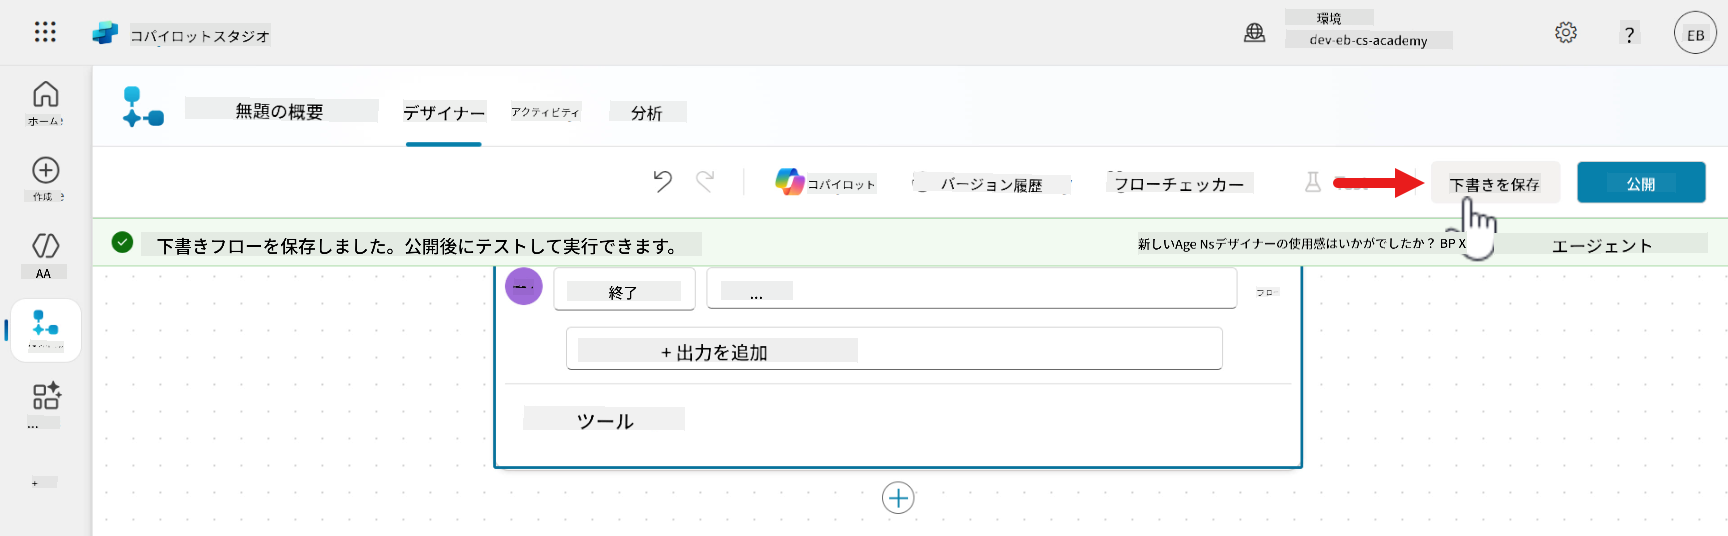 コパイロットスタジオ
環境
dev-eb-cs-academy
?
EB
ホーム
無題の概要
デザイナー
アクティビティ
分析
作成
コパイロット
バージョン履歴
フローチェッカー
下書きを保存
公開
AA
下書きフローを保存しました。公開後にテストして実行できます。
新しいAge Nsデザイナーの使用感はいかがでしたか? BP X
エージェント
終了
...
フロー
+ 出力を追加
ツール
...
+